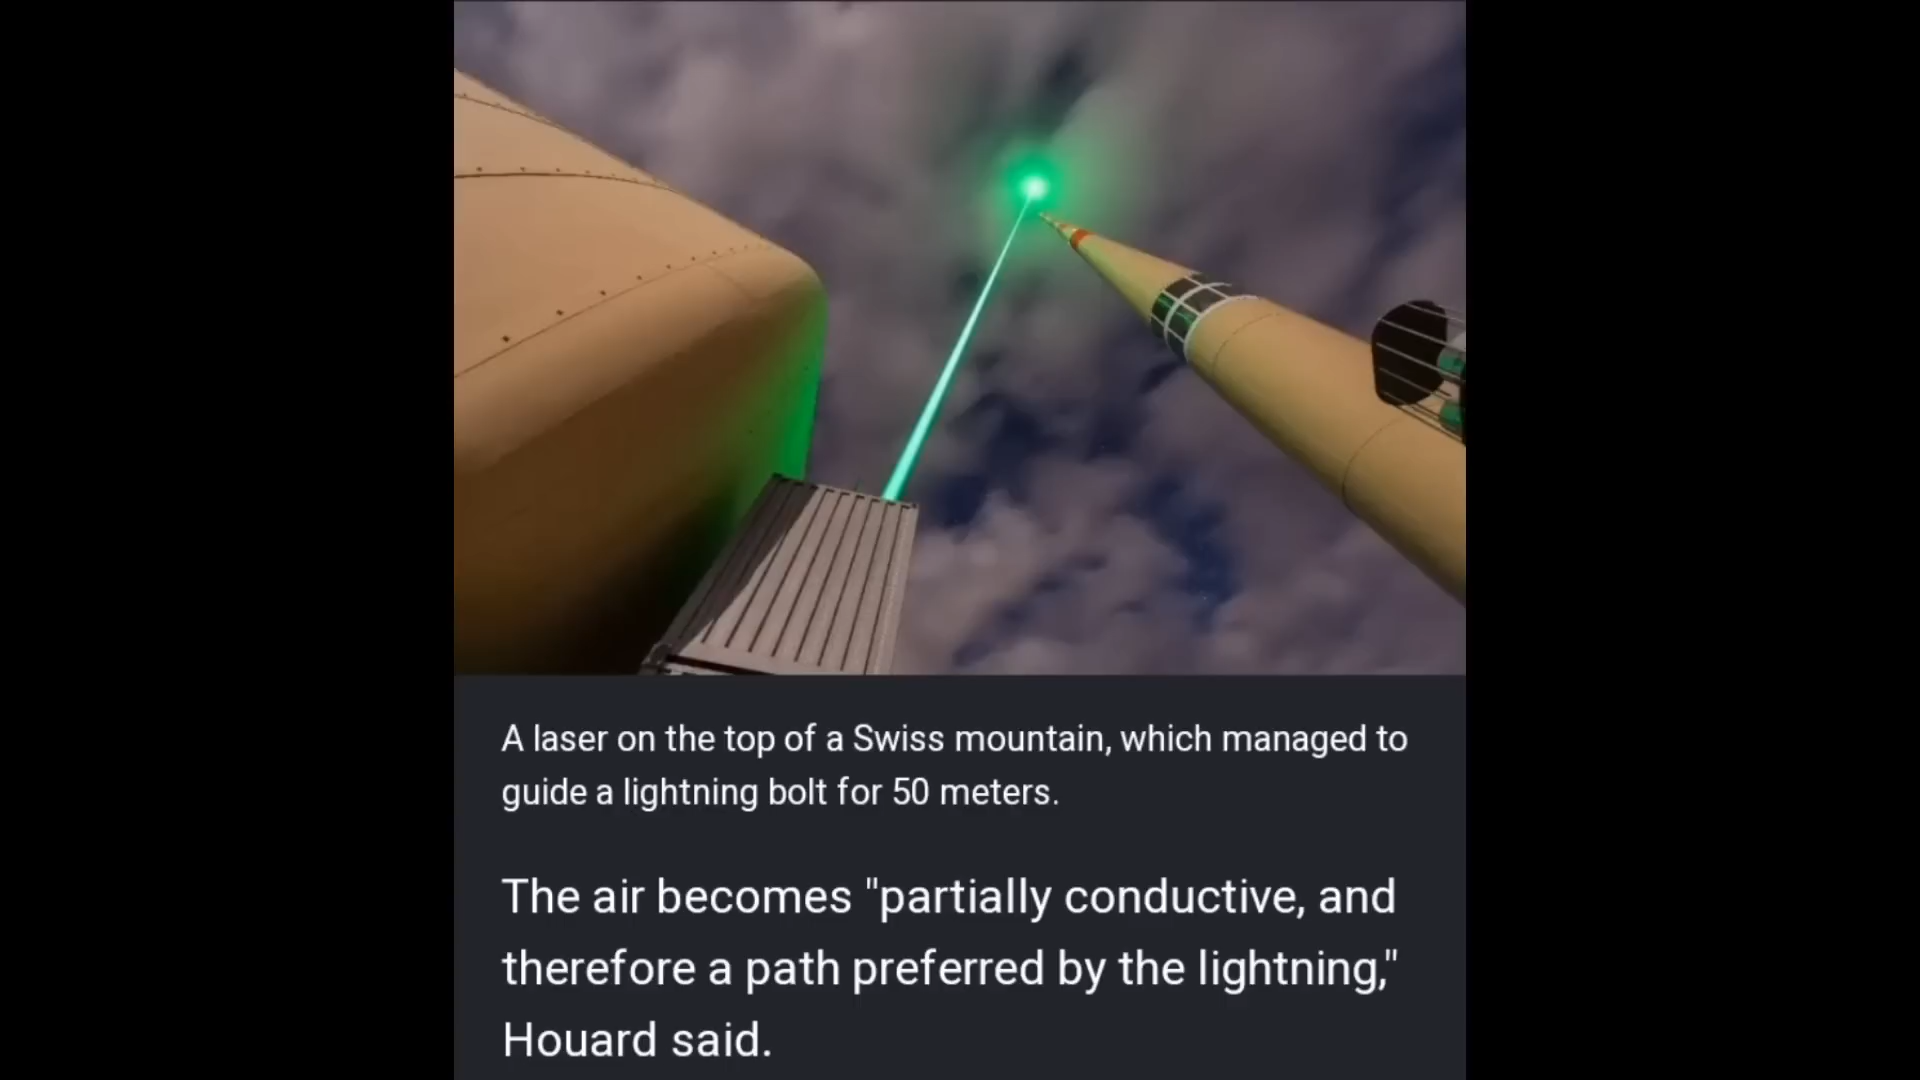 A laser on the top of a Swiss mountain, which managed to
guide a lightning bolt for 50 meters.
The air becomes "partially conductive, and
therefore a path preferred by the lightning,"
Houard said.